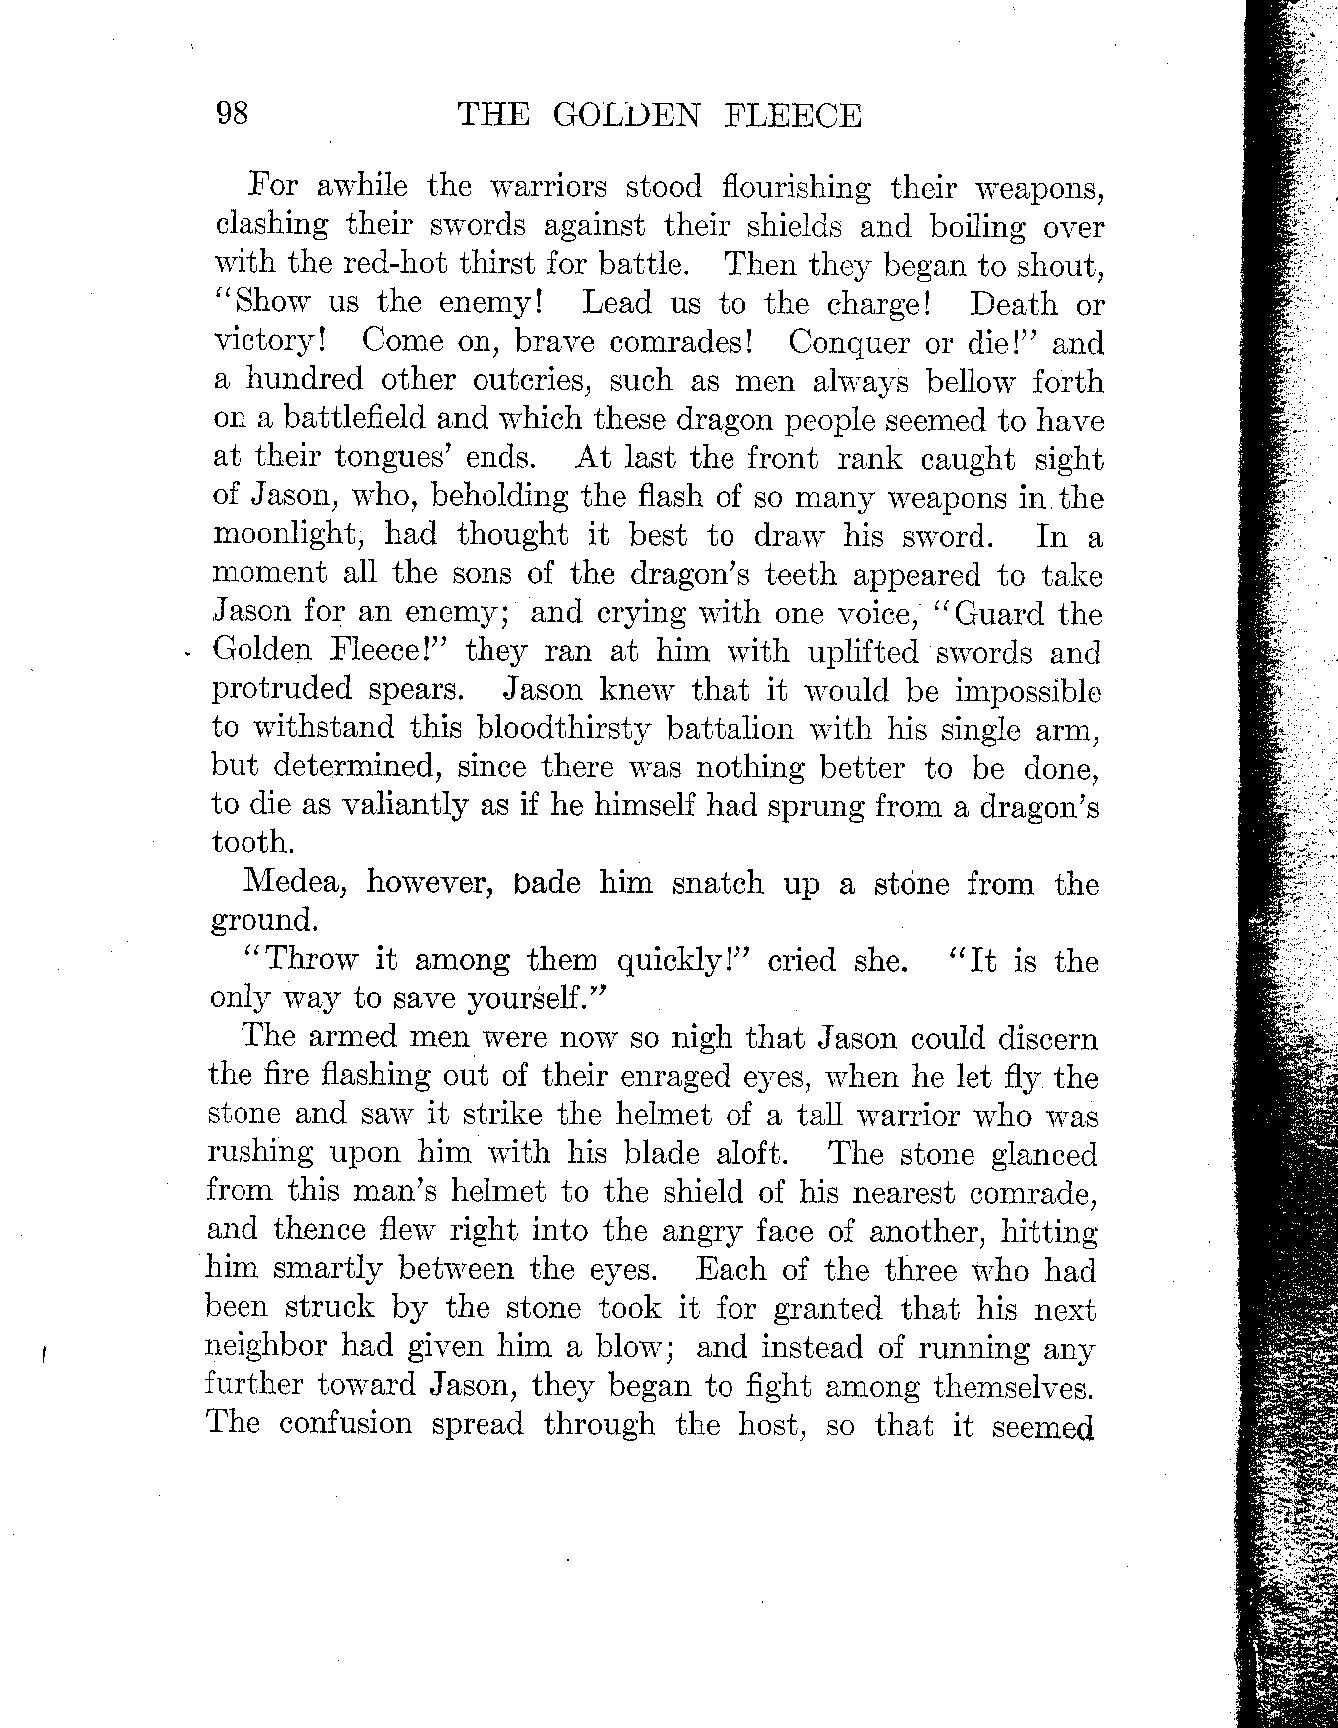 98 THE GOLDEN FLEECE
For awhile the warriors stood flourishing their weapons,
clashing their swords against their shields and boiling over
with the red-hot thirst for battle. Then they began to shout,
"Show us the enemy! Lead us to the charge! Death or
victory! Come on, brave comrades! Conquer or die!" and
a hundred other outcries, such as men always bellow forth
on a battlefield and which these dragon people seemed to have
at their tongues' ends. At last the front rank caught sight
of Jason, who, beholding the flash of so many weapons in the
moonlight, had thought it best to draw his sword. In a
moment all the sons of the dragon's teeth appeared to take
Jason for an enemy; and crying with one voice, "Guard the
Golden Fleece!" they ran at him with uplifted swords and
protruded spears. Jason knew that it would be impossible
to withstand this bloodthirsty battalion with his single arm,
but determined, since there was nothing better to be done,
to die as valiantly as if he himself had sprung from a dragon's
tooth.
Medea, however, bade him snatch up a stone from the
ground.
"Throw it among them quickly!" cried she. "It is the
only way to save yourself."
The armed men were now so nigh that Jason could discern
the fire flashing out of their enraged eyes, when he let fly the
stone and saw it strike the helmet of a tall warrior who was
rushing upon him with his blade aloft. The stone glanced
from this man's helmet to the shield of his nearest comrade,
and thence flew right into the angry face of another, hitting
him smartly between the eyes. Each of the three who had
been struck by the stone took it for granted that his next
neighbor had given him a blow; and instead of running any
further toward Jason, they began to fight among themselves.
The confusion spread through the host, so that it seemed